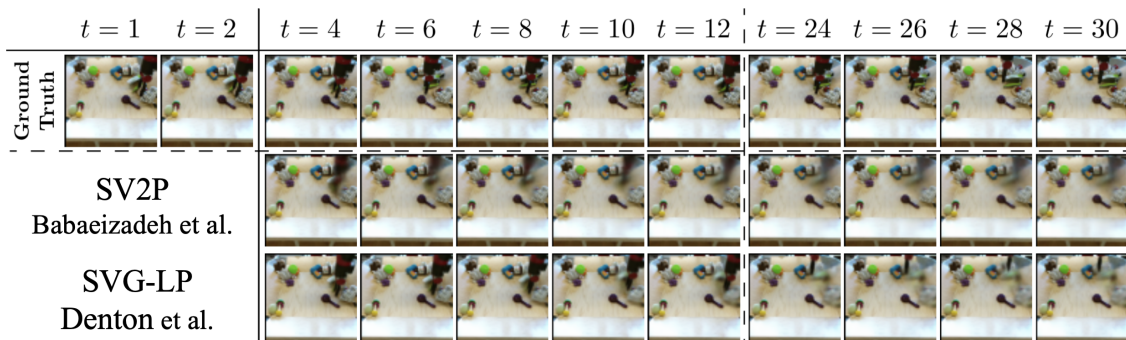 t = 1 t = 2 t = 4 t = 6 t = 8 t = 10 t = 12 t = 24 t = 26 t = 28 t = 30
Ground
Truth
SV2P
Babaeizadeh et al.
SVG-LP
Denton et al.